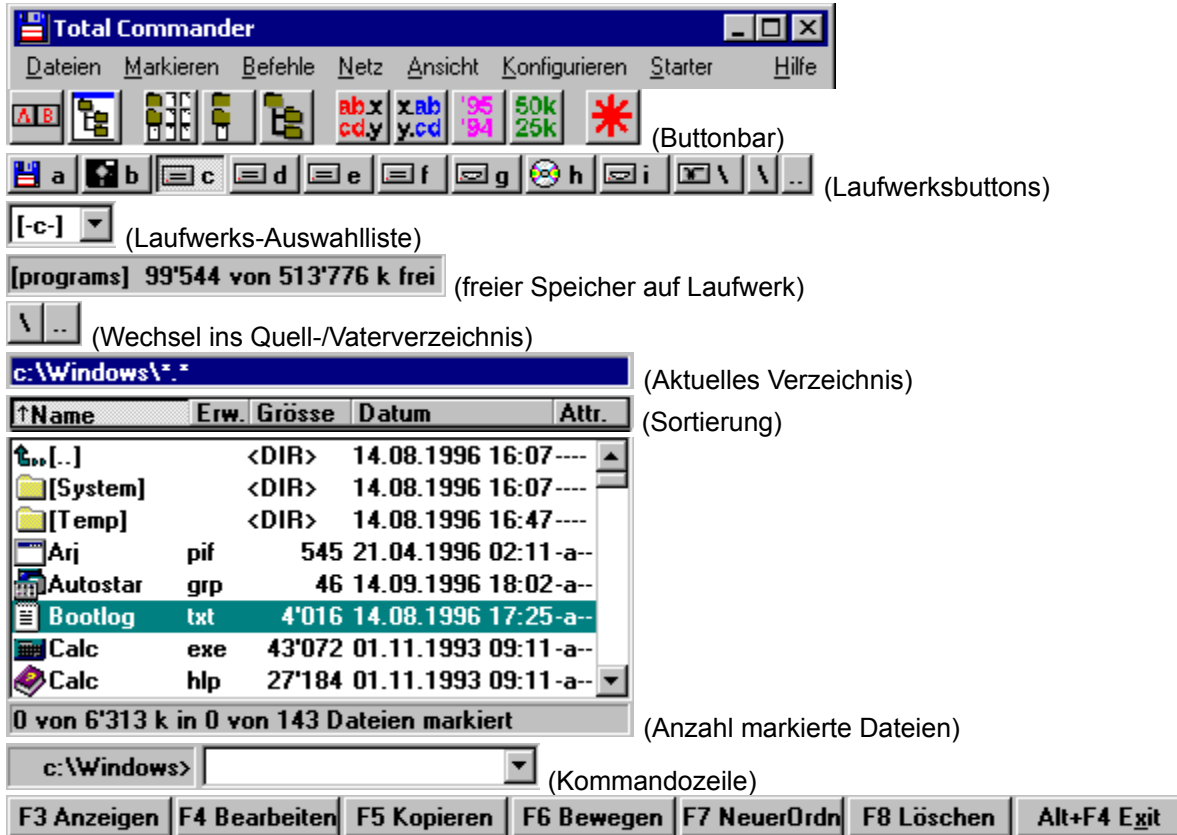 Total Commander
Dateien Markieren Befehle Netz Ansicht Konfigurieren Starter Hilfe
A B ab.x cd.y x.ab y.cd '95 '94 50k 25k (Buttonbar)
a b c d e f g h i \ \ .. (Laufwerksbuttons)
[-c-] (Laufwerks-Auswahlliste)
[programs] 99'544 von 513'776 k frei (freier Speicher auf Laufwerk)
\ .. (Wechsel ins Quell-/Vaterverzeichnis)
c:\Windows\*.* (Aktuelles Verzeichnis)
↑Name Erw. Grösse Datum Attr. (Sortierung)
[..] <DIR> 14.08.1996 16:07 ----
[System] <DIR> 14.08.1996 16:07 ----
[Temp] <DIR> 14.08.1996 16:47 ----
Arj pif 545 21.04.1996 02:11 -a--
Autostar grp 46 14.09.1996 18:02 -a--
Bootlog txt 4'016 14.08.1996 17:25 -a--
Calc exe 43'072 01.11.1993 09:11 -a--
Calc hlp 27'184 01.11.1993 09:11 -a--
0 von 6'313 k in 0 von 143 Dateien markiert (Anzahl markierte Dateien)
c:\Windows> (Kommandozeile)
F3 Anzeigen F4 Bearbeiten F5 Kopieren F6 Bewegen F7 NeuerOrdn F8 Löschen Alt+F4 Exit